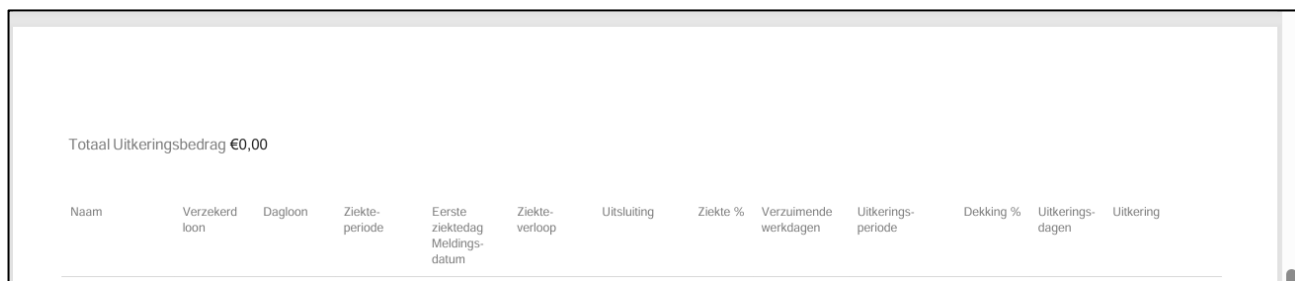 Totaal Uitkeringsbedrag €0,00
Naam Verzekerd Dagloon Ziekte- Eerste Ziekte- Uitsluiting Ziekte % Verzuimende Uitkerings- Dekking % Uitkerings- Uitkering
loon periode ziektedag verloop werkdagen periode dagen
Meldings-
datum